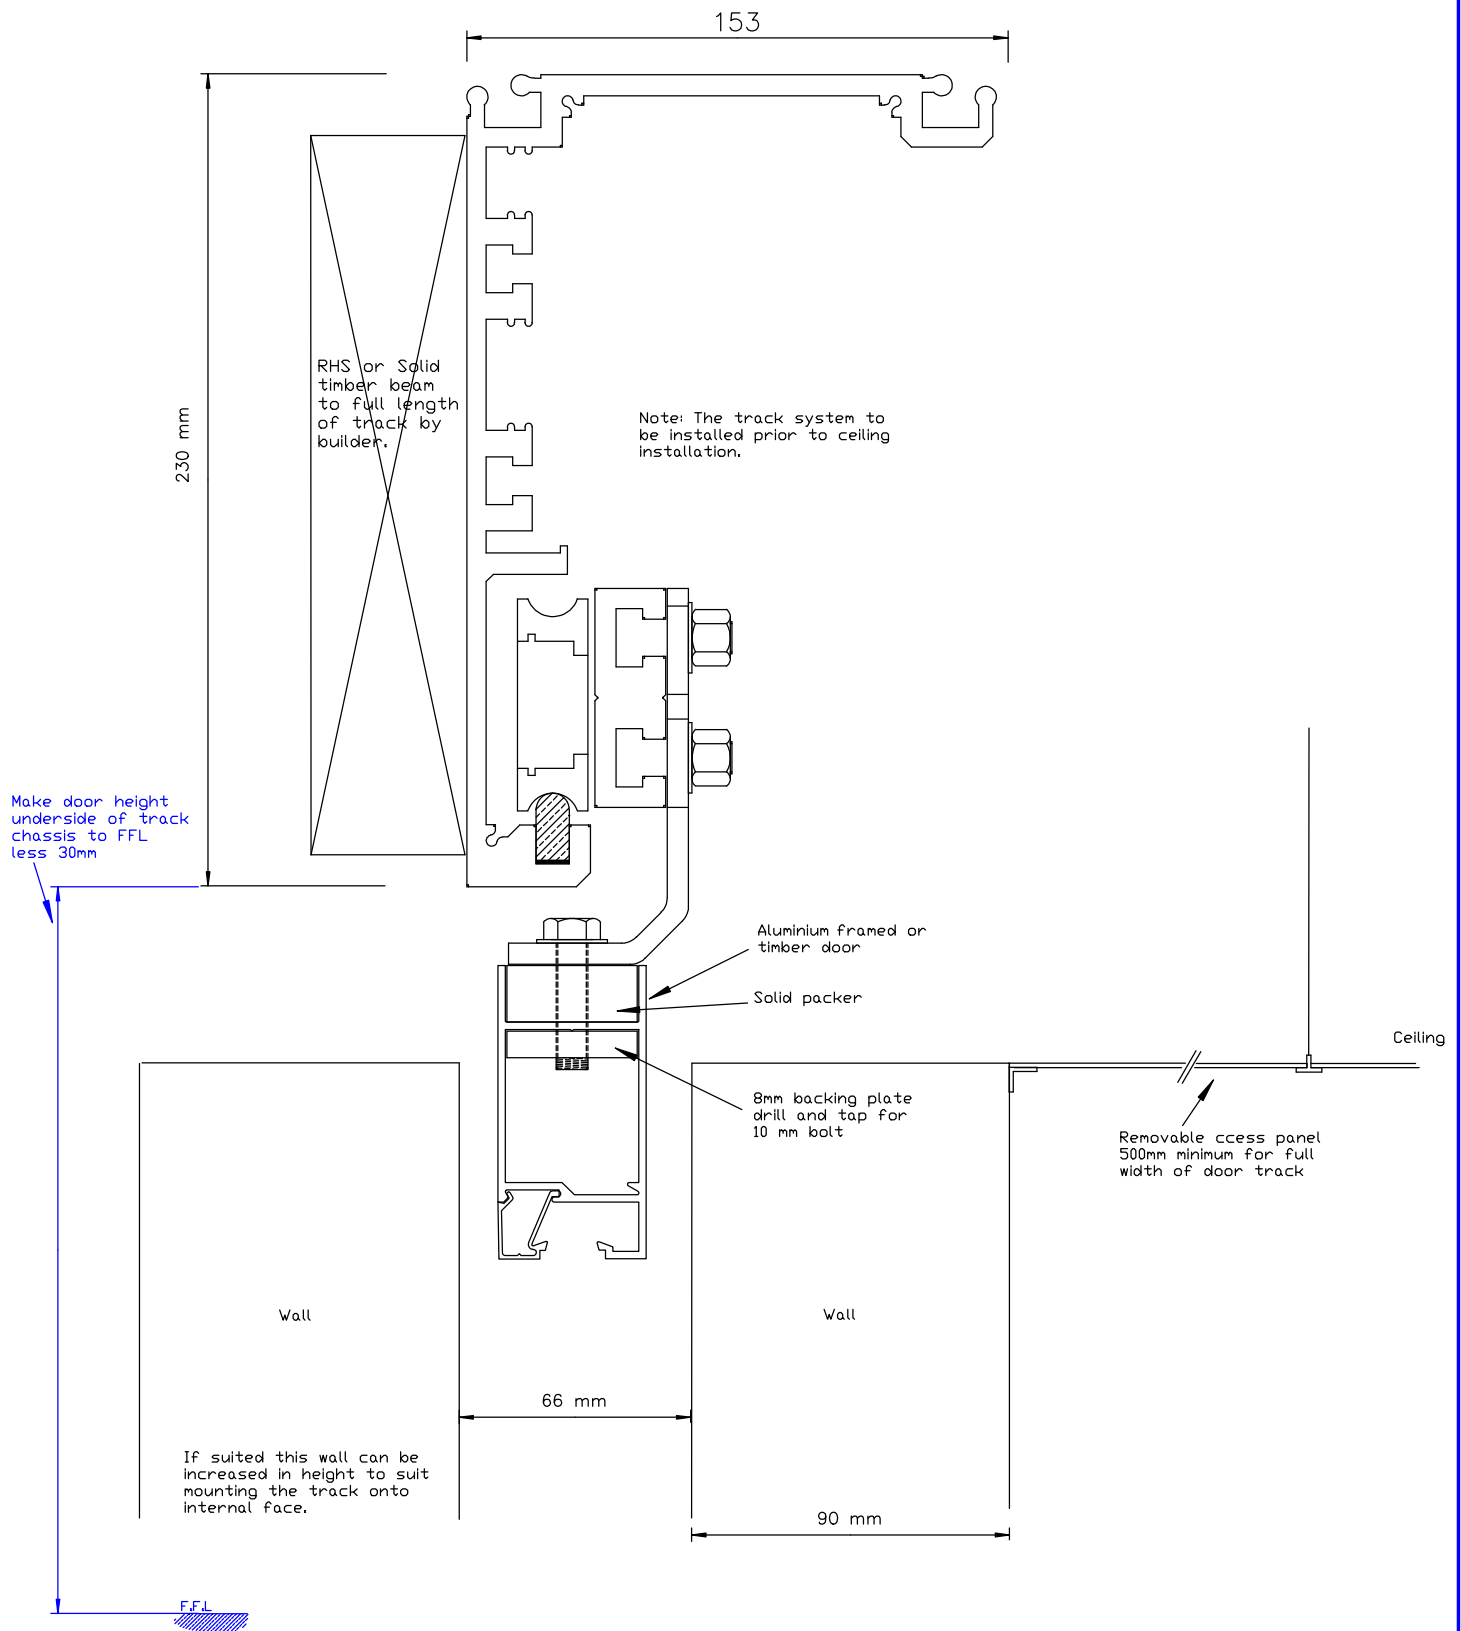 153
RHS or Solid
timber beam
to full length
of track by
builder.
230 mm
Note: The track system to
be installed prior to ceiling
installation.
Make door height
underside of track
chassis to FFL
less 30mm
Aluminium framed or
timber door
Solid packer
Ceiling
8mm backing plate
drill and tap for
10 mm bolt
Removable ccess panel
500mm minimum for full
width of door track
Wall
Wall
66 mm
If suited this wall can be
increased in height to suit
mounting the track onto
internal face.
90 mm
F.F.L